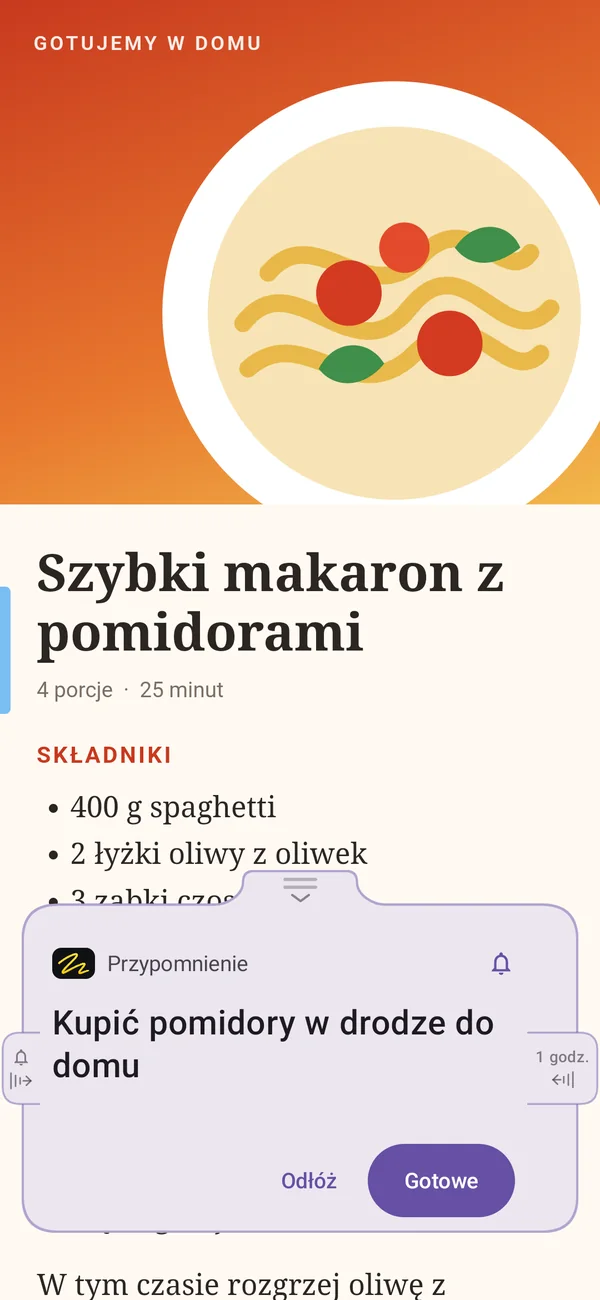 GOTUJEMY W DOMU
Szybki makaron z
pomidorami
4 porcje · 25 minut
SKŁADNIKI
• 400 g spaghetti
• 2 łyżki oliwy z oliwek
• 3
Przypomnienie
Kupić pomidory w drodze do
domu
1 godz.
Odłóż
Gotowe
W tym czasie rozgrzej oliwę z